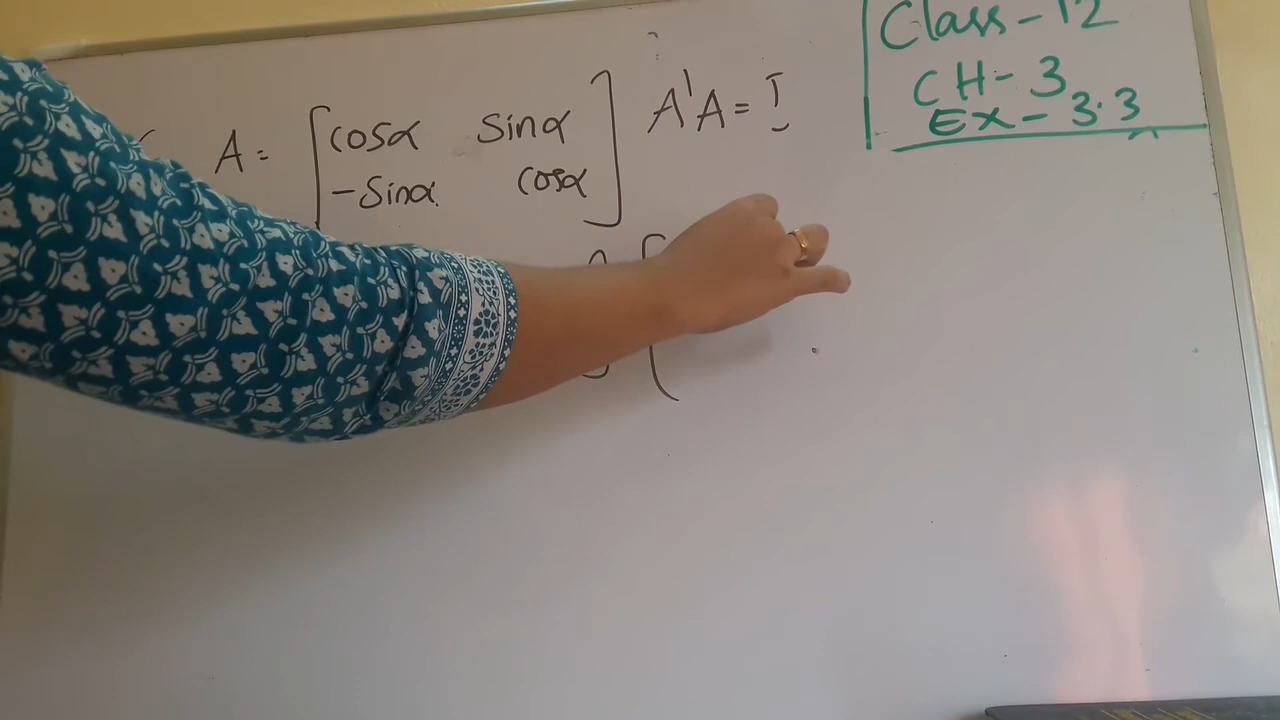 A = [cosα sinα] A'A = I
-sinα cosα
Class - 12
CH - 3
EX - 3.3